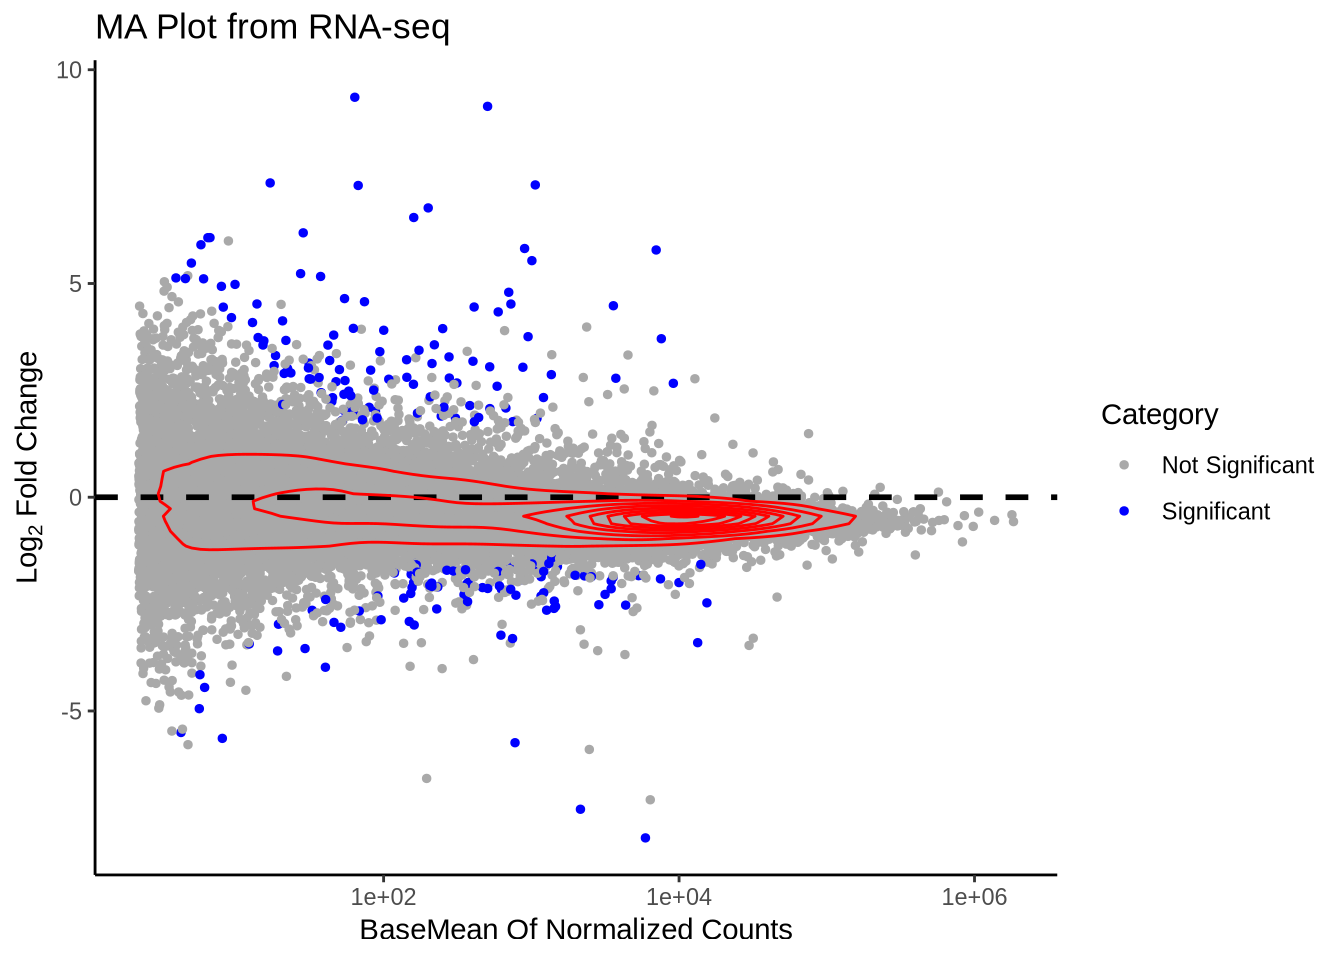 MA Plot from RNA-seq
10
5
0
-5
Log₂ Fold Change
1e+02
1e+04
1e+06
BaseMean Of Normalized Counts
Category
Not Significant
Significant